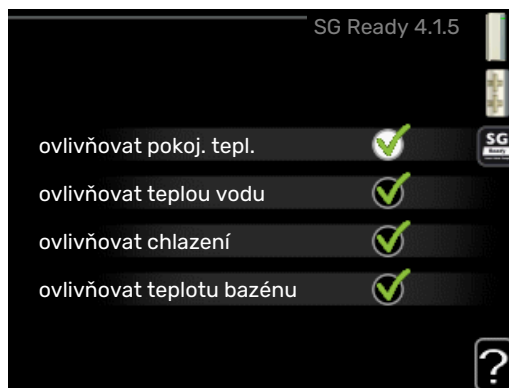 SG Ready 4.1.5
SG
Ready
ovlivňovat pokoj. tepl.
ovlivňovat teplou vodu
ovlivňovat chlazení
ovlivňovat teplotu bazénu
?